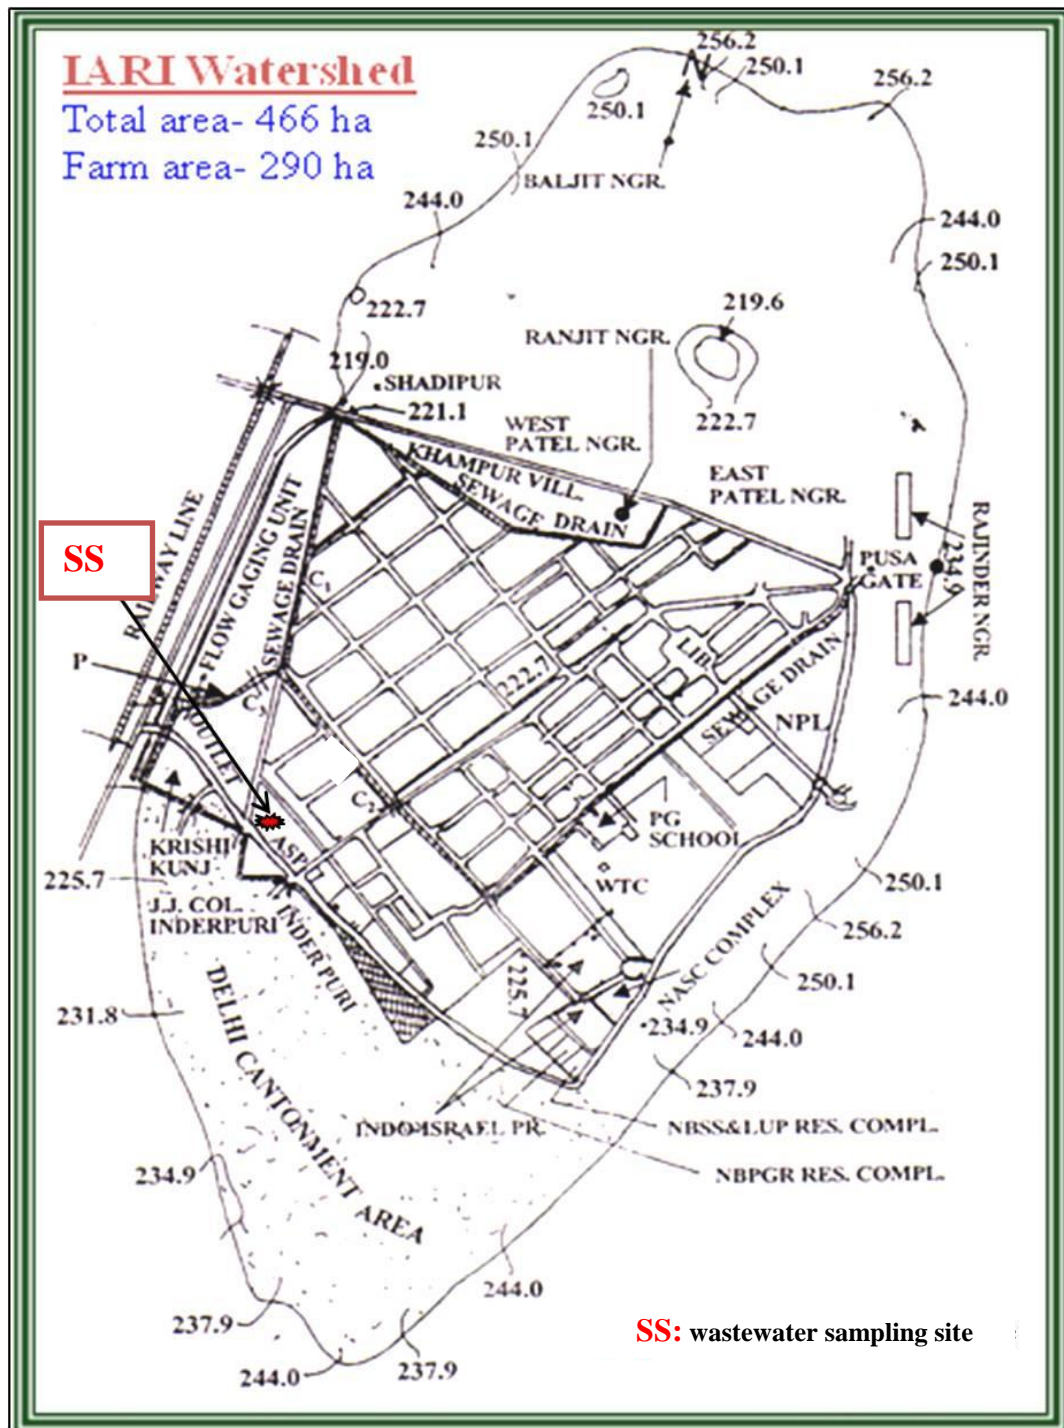 IARI Watershed
Total area- 466 ha
Farm area- 290 ha
256.2
250.1
256.2
250.1
250.1
N
BALJIT NGR.
244.0
244.0
250.1
222.7
219.6
RANJIT NGR.
219.0
SHADIPUR
221.1
222.7
WEST
PATEL NGR.
KHAMPUR VILL.
SEWAGE DRAIN
EAST
PATEL NGR.
RAILWAY LINE
FLOW GAGING UNIT
SEWAGE DRAIN
SS
C1
PUSA
GATE
234.9
RAJINDER NGR.
P
LIB.
222.7
SEWAGE DRAIN
244.0
NPL
OUTLET
C2
PG
SCHOOL
KRISHI
KUNJ
ASP
225.7
WTC
250.1
J.J. COL.
INDERPURI
INDER PURI
256.2
NASC COMPLEX
250.1
225.7
DELHI CANTONMENT AREA
231.8
234.9
244.0
237.9
INDO-ISRAEL PR.
NBSS&LUP RES. COMPL.
NBPGR RES. COMPL.
234.9
244.0
237.9
SS: wastewater sampling site
237.9
244.0